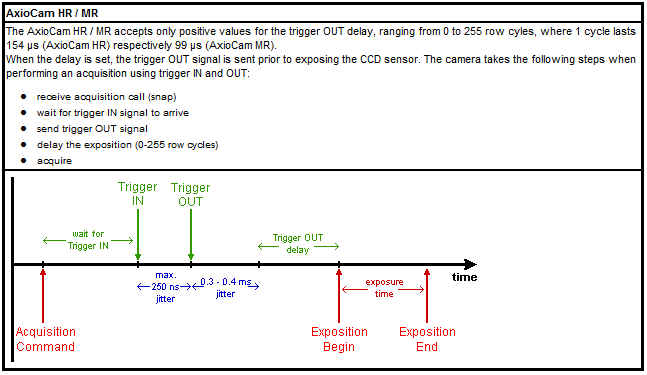 AxioCam HR / MR
The AxioCam HR / MR accepts only positive values for the trigger OUT delay, ranging from 0 to 255 row cyles, where 1 cycle lasts
154 µs (AxioCam HR) respectively 99 µs (AxioCam MR).
When the delay is set, the trigger OUT signal is sent prior to exposing the CCD sensor. The camera takes the following steps when
performing an acquisition using trigger IN and OUT:
● receive acquisition call (snap)
● wait for trigger IN signal to arrive
● send trigger OUT signal
● delay the exposition (0-255 row cycles)
● acquire
Trigger
IN
Trigger
OUT
wait for
Trigger IN
Trigger OUT
delay
time
max.
250 ns
jitter
0.3 - 0.4 ms
jitter
exposure
time
Acquisition
Command
Exposition
Begin
Exposition
End